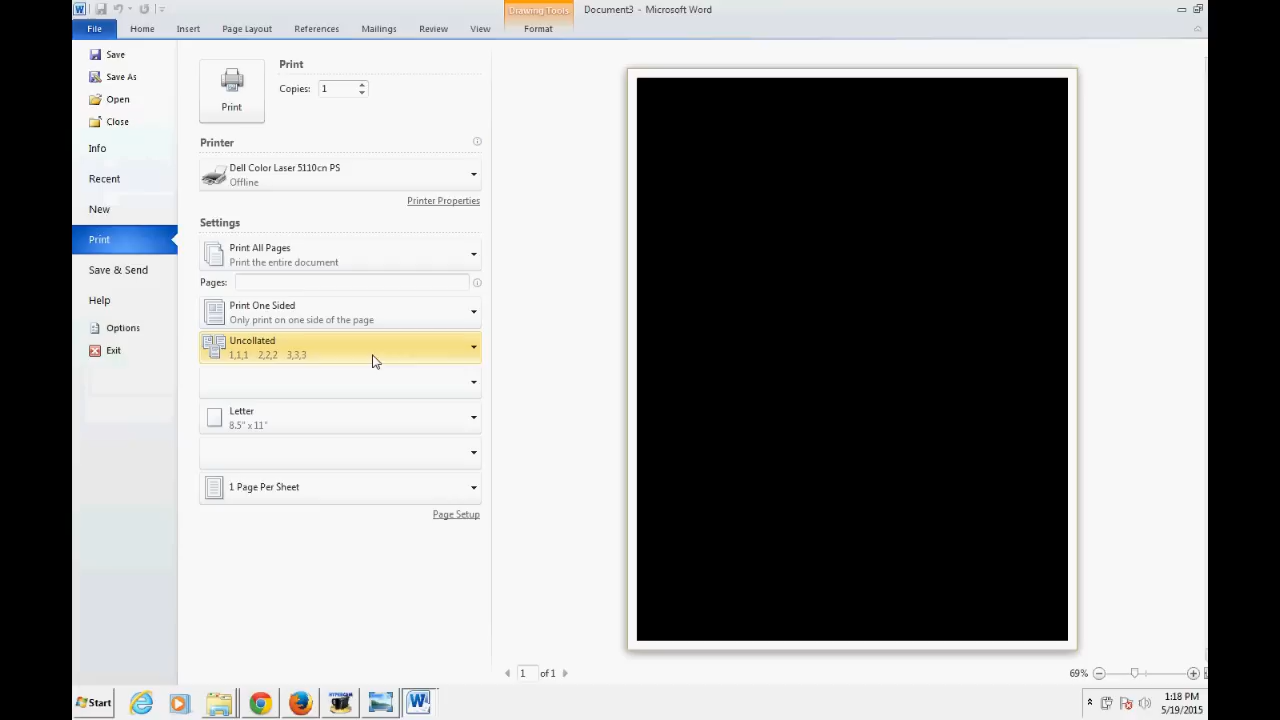 Drawing Tools
Document3 - Microsoft Word
File Home Insert Page Layout References Mailings Review View Format
Save
Save As
Open
Close
Info
Recent
New
Print
Save & Send
Help
Options
Exit
Print
Print
Copies: 1
Printer
Dell Color Laser 5110cn PS
Offline
Printer Properties
Settings
Print All Pages
Print the entire document
Pages:
Print One Sided
Only print on one side of the page
Uncollated
1,1,1 2,2,2 3,3,3
Letter
8.5" x 11"
1 Page Per Sheet
Page Setup
1 of 1
69%
Start
1:18 PM
5/19/2015